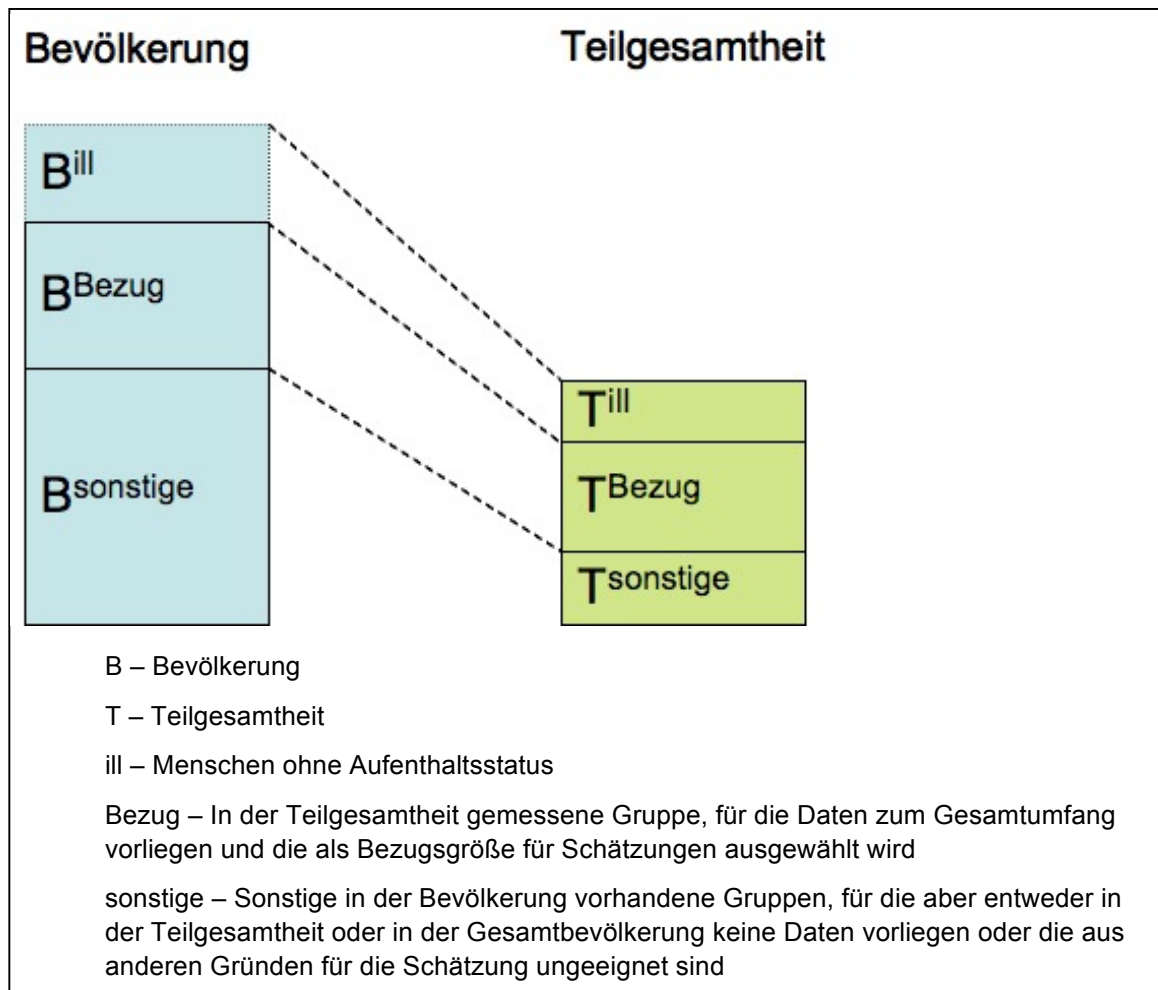 Bevölkerung
Teilgesamtheit
B^ill
B^Bezug
B^sonstige
T^ill
T^Bezug
T^sonstige
B – Bevölkerung
T – Teilgesamtheit
ill – Menschen ohne Aufenthaltsstatus
Bezug – In der Teilgesamtheit gemessene Gruppe, für die Daten zum Gesamtumfang
vorliegen und die als Bezugsgröße für Schätzungen ausgewählt wird
sonstige – Sonstige in der Bevölkerung vorhandene Gruppen, für die aber entweder in
der Teilgesamtheit oder in der Gesamtbevölkerung keine Daten vorliegen oder die aus
anderen Gründen für die Schätzung ungeeignet sind